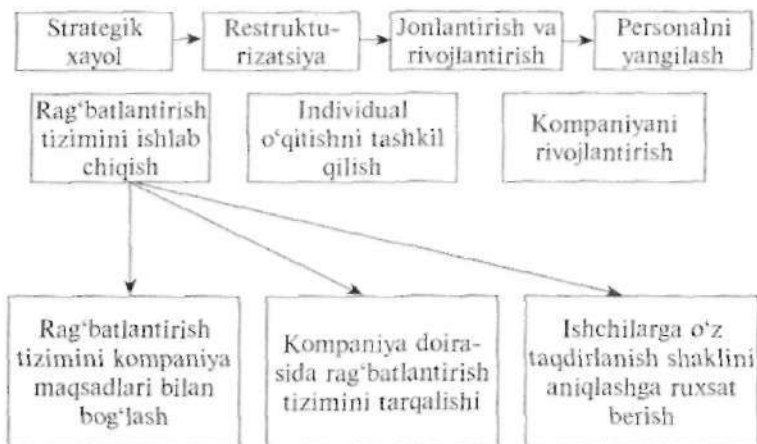 Strategik
xayol
Restruktu-
rizatsiya
Jonlantirish va
rivojlantirish
Personalni
yangilash
Rag‘batlantirish
tizimini ishlab
chiqish
Individual
o‘qitishni tashkil
qilish
Kompaniyani
rivojlantirish
Rag‘batlantirish
tizimini kompaniya
maqsadlari bilan
bog‘lash
Kompaniya doira-
sida rag‘batlantirish
tizimini tarqalishi
Ishchilarga o‘z
taqdirlanish shaklini
aniqlashga ruxsat
berish